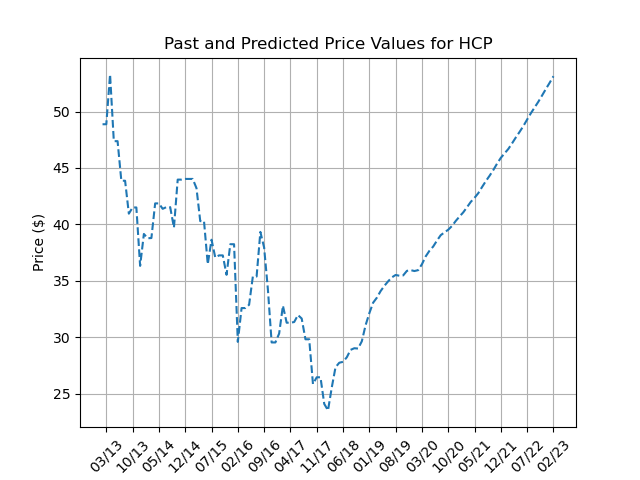 Past and Predicted Price Values for HCP
Price ($)
50
45
40
35
30
25
03/13 10/13 05/14 12/14 07/15 02/16 09/16 04/17 11/17 06/18 01/19 08/19 03/20 10/20 05/21 12/21 07/22 02/23